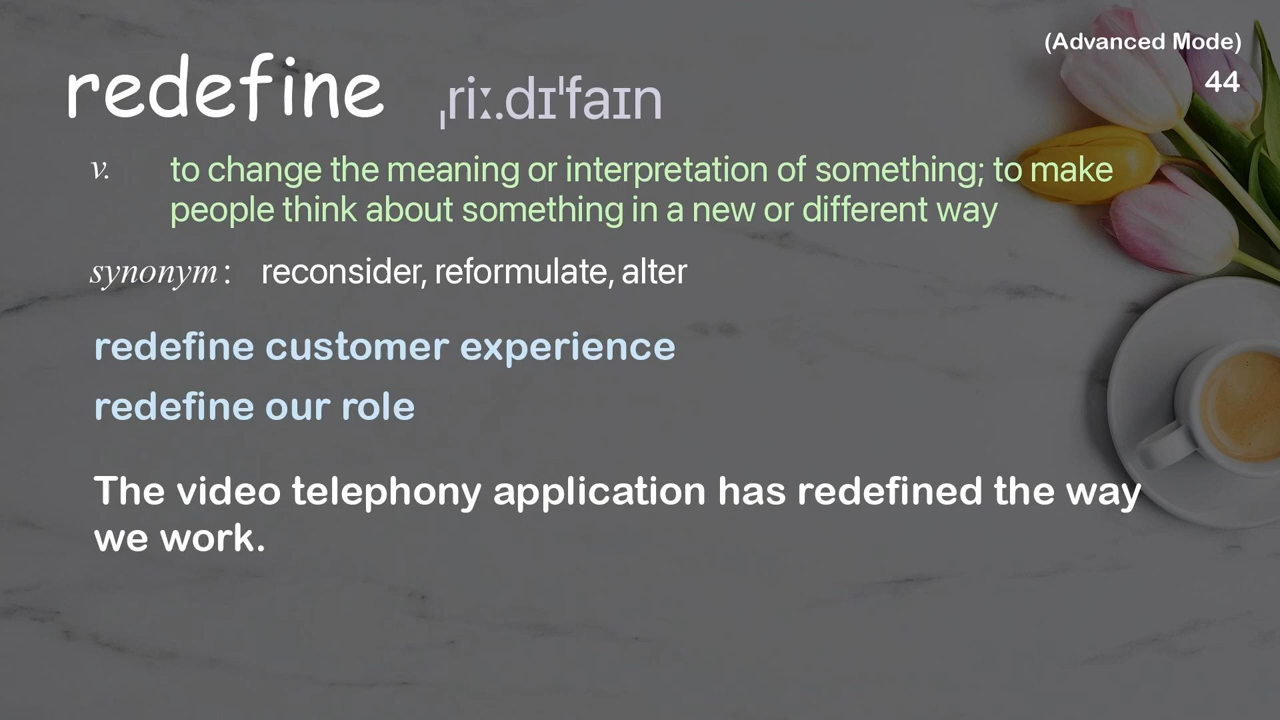 (Advanced Mode)
44
redefine ˌriː.dɪˈfaɪn
v. to change the meaning or interpretation of something; to make
people think about something in a new or different way
synonym: reconsider, reformulate, alter
redefine customer experience
redefine our role
The video telephony application has redefined the way
we work.